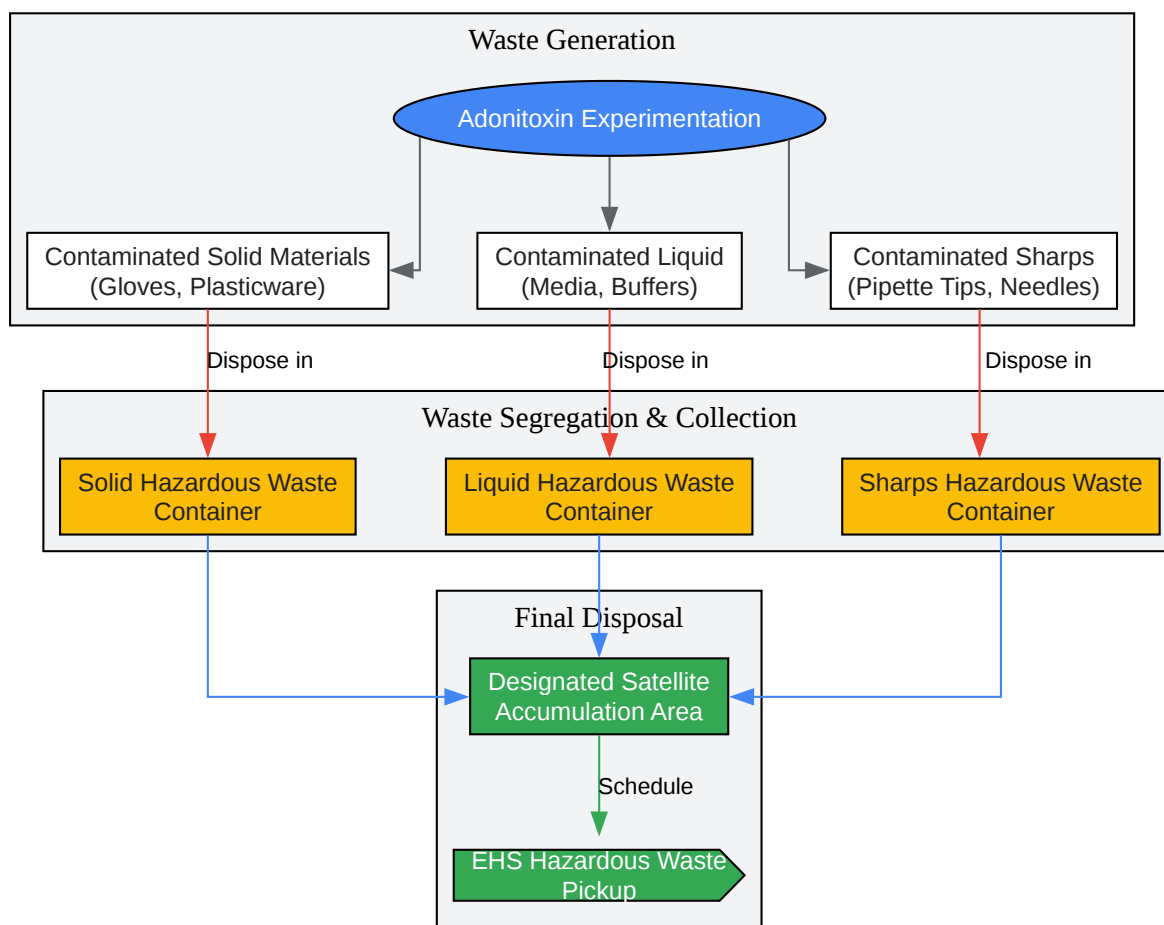 Waste Generation
Adonitoxin Experimentation
Contaminated Solid Materials
(Gloves, Plasticware)
Contaminated Liquid
(Media, Buffers)
Contaminated Sharps
(Pipette Tips, Needles)
Dispose in
Dispose in
Dispose in
Waste Segregation & Collection
Solid Hazardous Waste
Container
Liquid Hazardous Waste
Container
Sharps Hazardous Waste
Container
Final Disposal
Designated Satellite
Accumulation Area
Schedule
EHS Hazardous Waste
Pickup